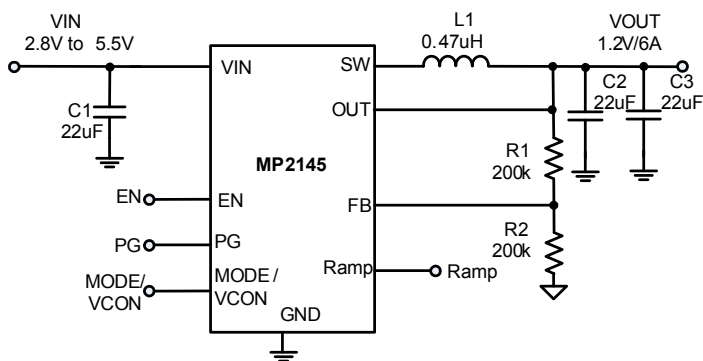 VIN
2.8V to 5.5V
L1
0.47uH
VOUT
1.2V/6A
VIN
SW
C1
22uF
C2
22uF
C3
22uF
OUT
MP2145
R1
200k
EN
EN
FB
PG
PG
R2
200k
MODE/
VCON
MODE /
VCON
Ramp
Ramp
GND